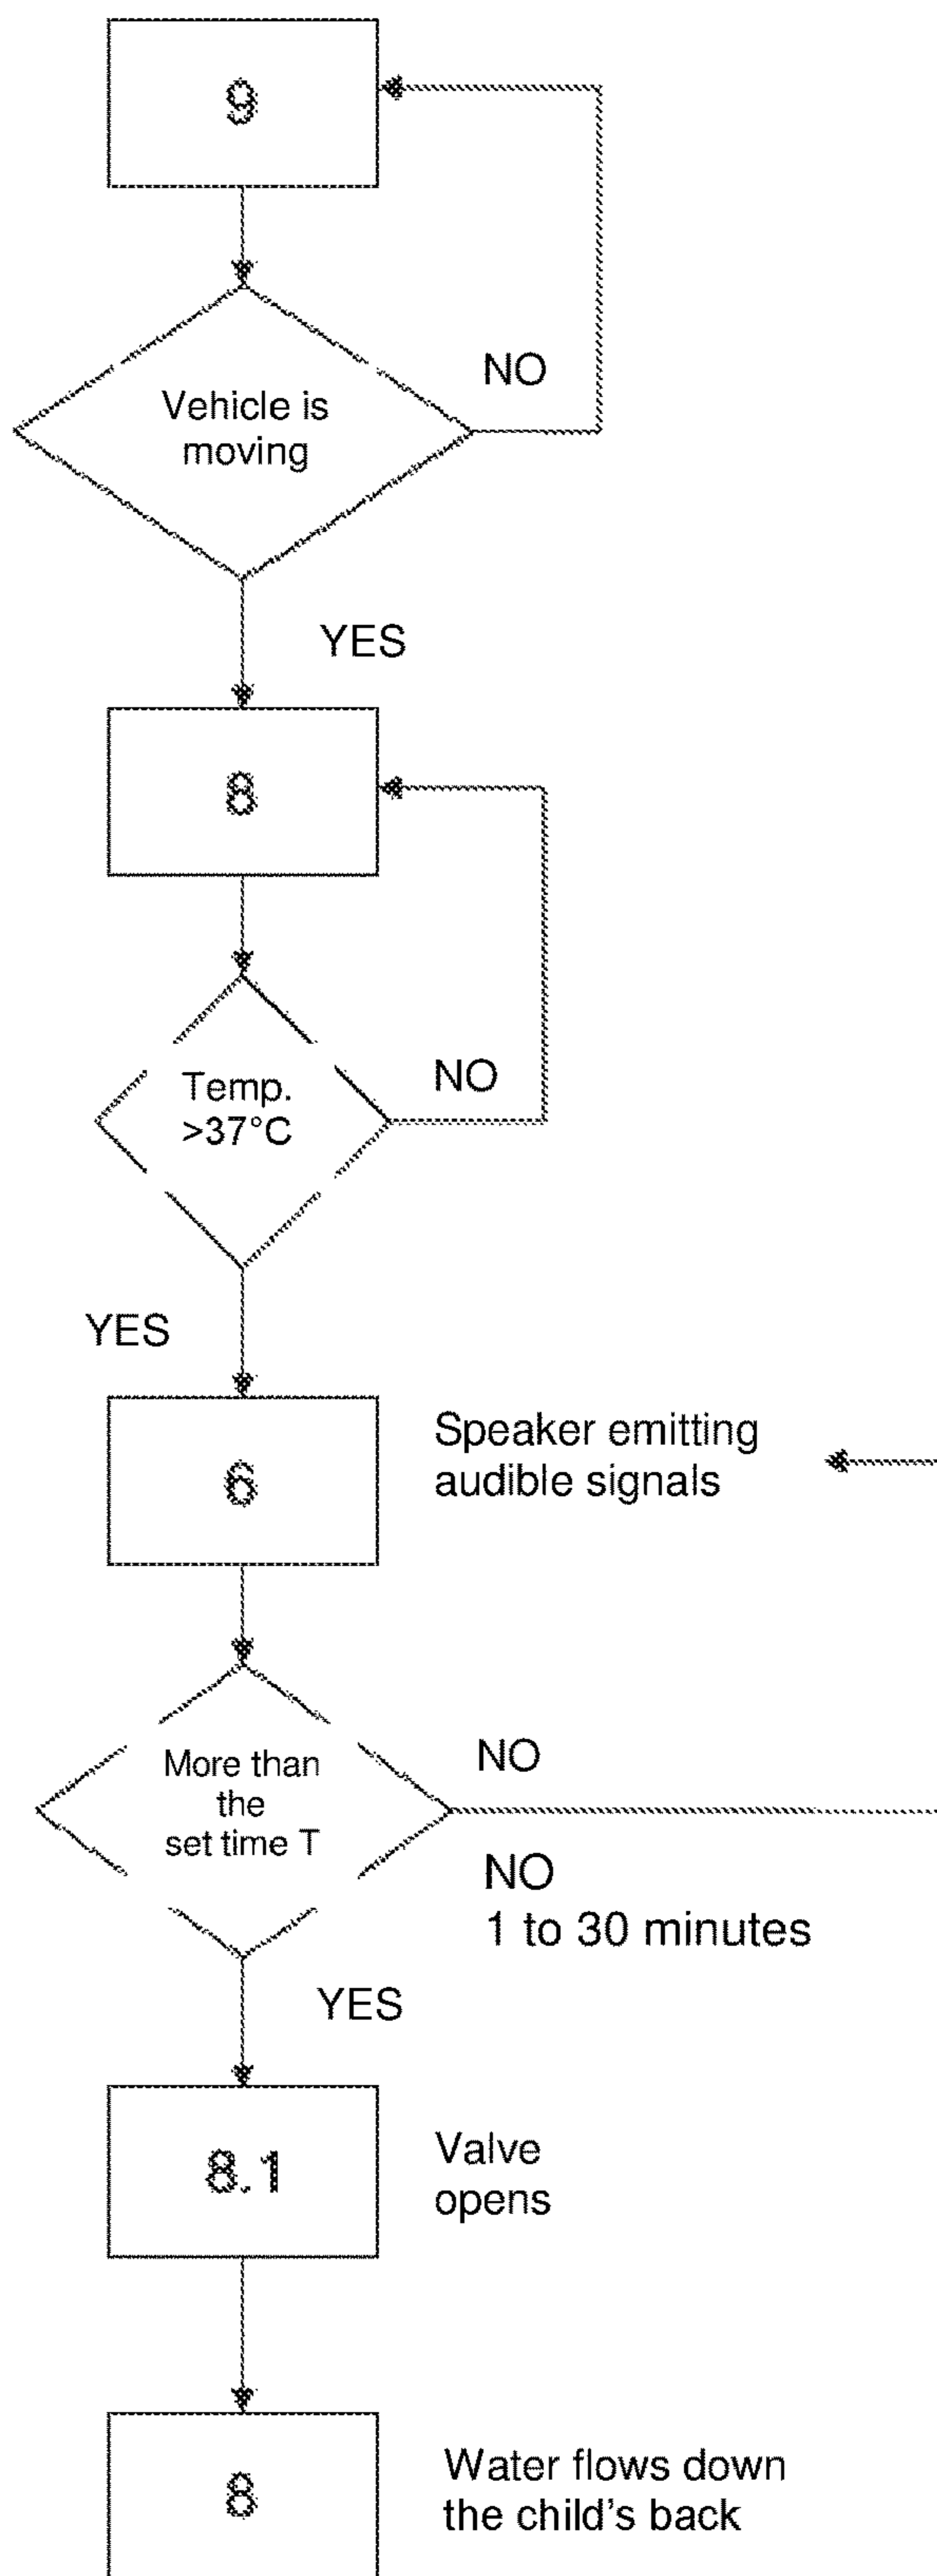 9
NO
Vehicle is
moving
YES
8
NO
Temp.
>37°C
YES
6
Speaker emitting
audible signals
More than
the
set time T
NO
NO
1 to 30 minutes
YES
8.1
Valve
opens
8
Water flows down
the child's back